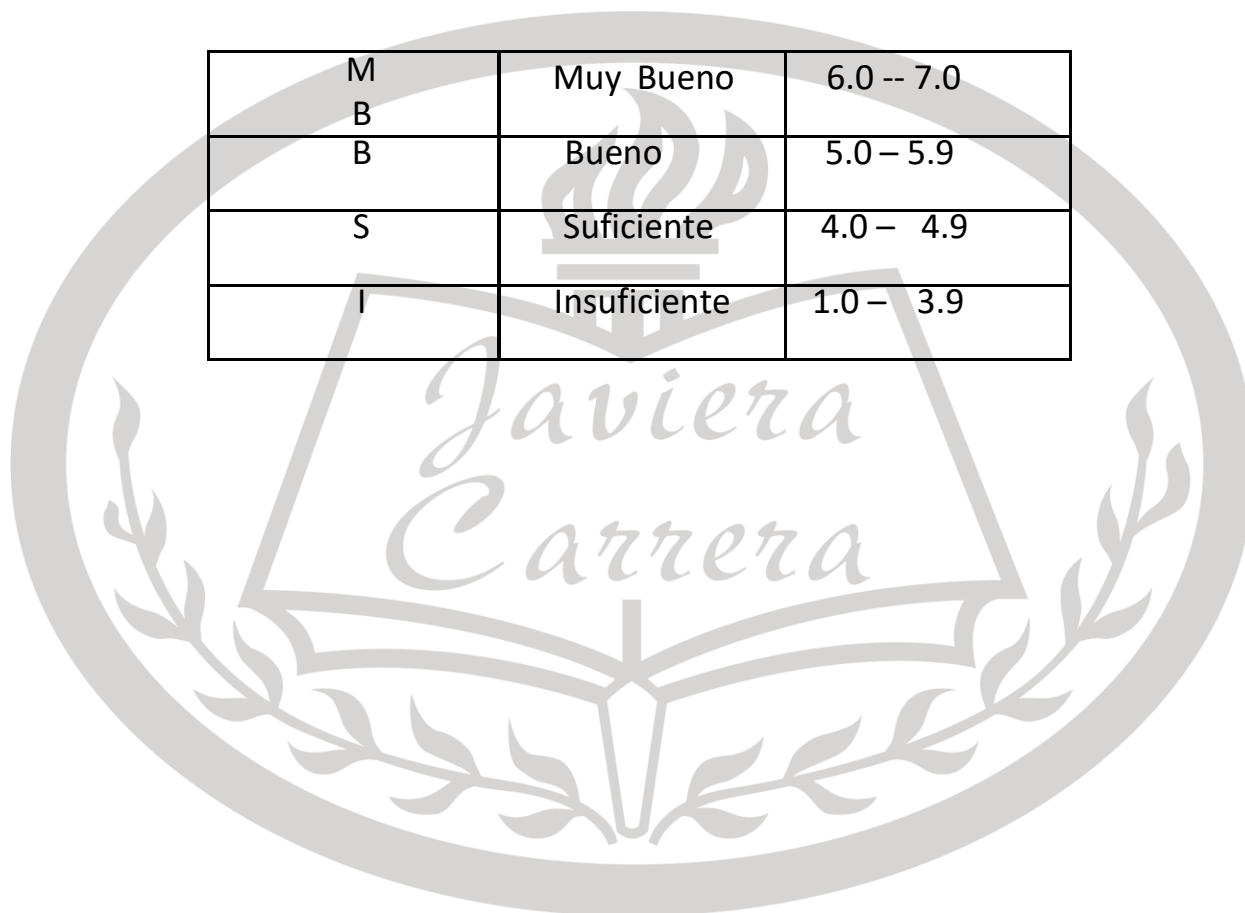 M Muy Bueno 6.0 -- 7.0
B
B Bueno 5.0 – 5.9
S Suficiente 4.0 – 4.9
I Insuficiente 1.0 – 3.9
Javiera
Carrera